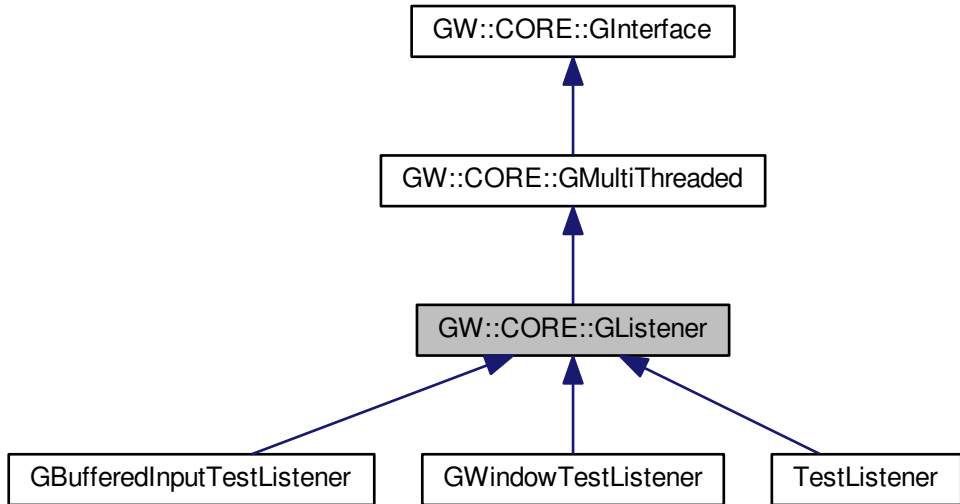 GW::CORE::GInterface
GW::CORE::GMultiThreaded
GW::CORE::GListener
GBufferedInputTestListener
GWindowTestListener
TestListener